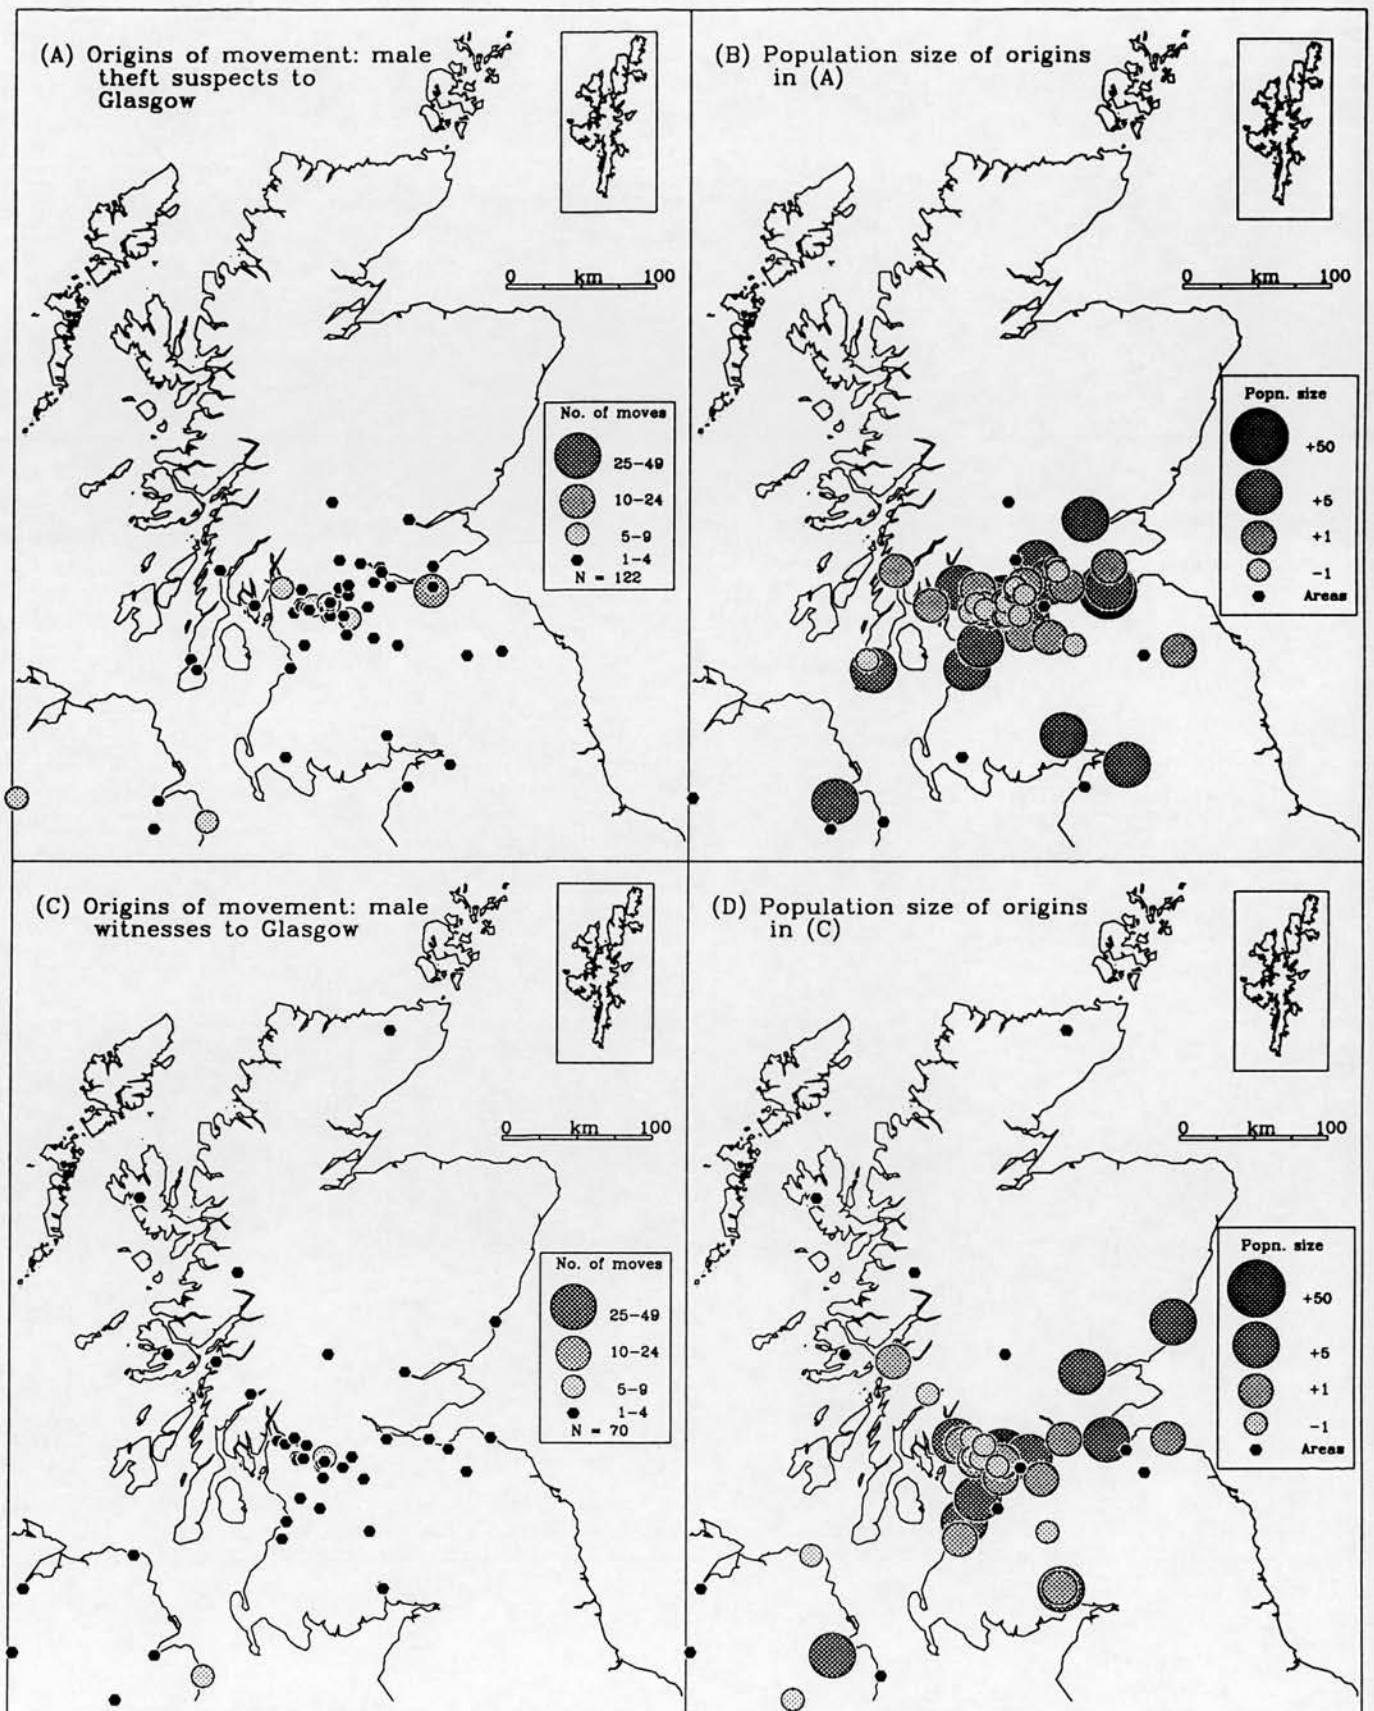 (A) Origins of movement: male
theft suspects to
Glasgow
0 km 100
No. of moves
25-49
10-24
5-9
1-4
N = 122
(B) Population size of origins
in (A)
0 km 100
Popn. size
+50
+5
+1
-1
Areas
(C) Origins of movement: male
witnesses to Glasgow
0 km 100
No. of moves
25-49
10-24
5-9
1-4
N = 70
(D) Population size of origins
in (C)
0 km 100
Popn. size
+50
+5
+1
-1
Areas